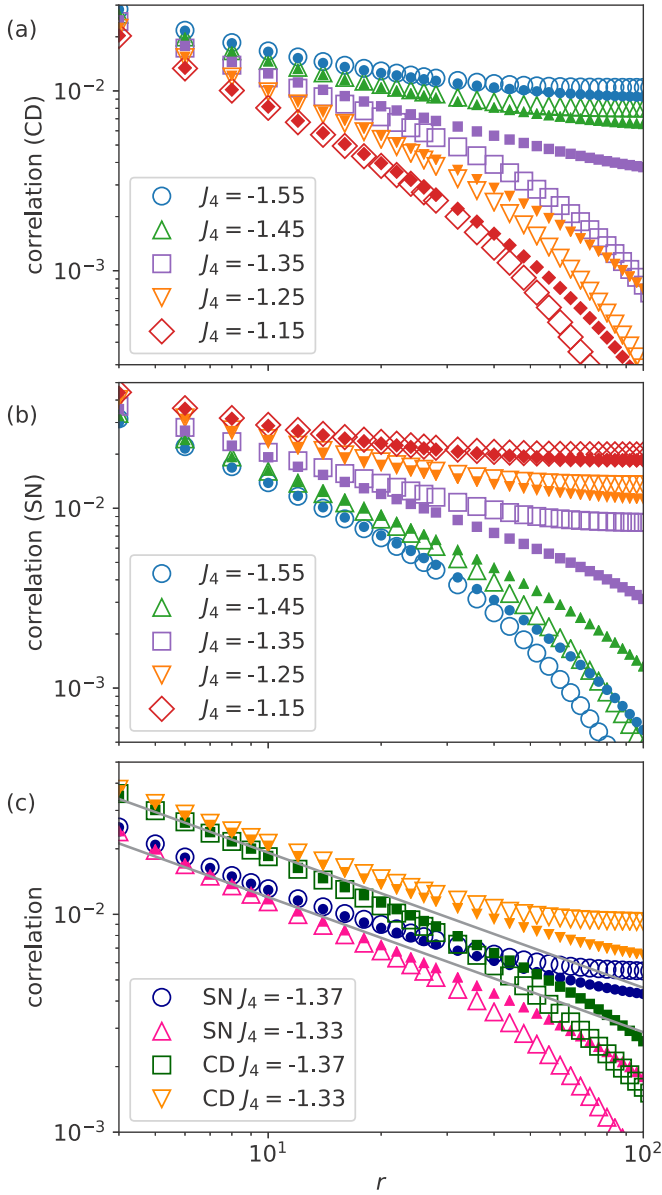 (a)
correlation (CD)
10⁻²
10⁻³
J₄ = -1.55
J₄ = -1.45
J₄ = -1.35
J₄ = -1.25
J₄ = -1.15
(b)
correlation (SN)
10⁻²
10⁻³
J₄ = -1.55
J₄ = -1.45
J₄ = -1.35
J₄ = -1.25
J₄ = -1.15
(c)
correlation
10⁻²
10⁻³
SN J₄ = -1.37
SN J₄ = -1.33
CD J₄ = -1.37
CD J₄ = -1.33
10¹
10²
r